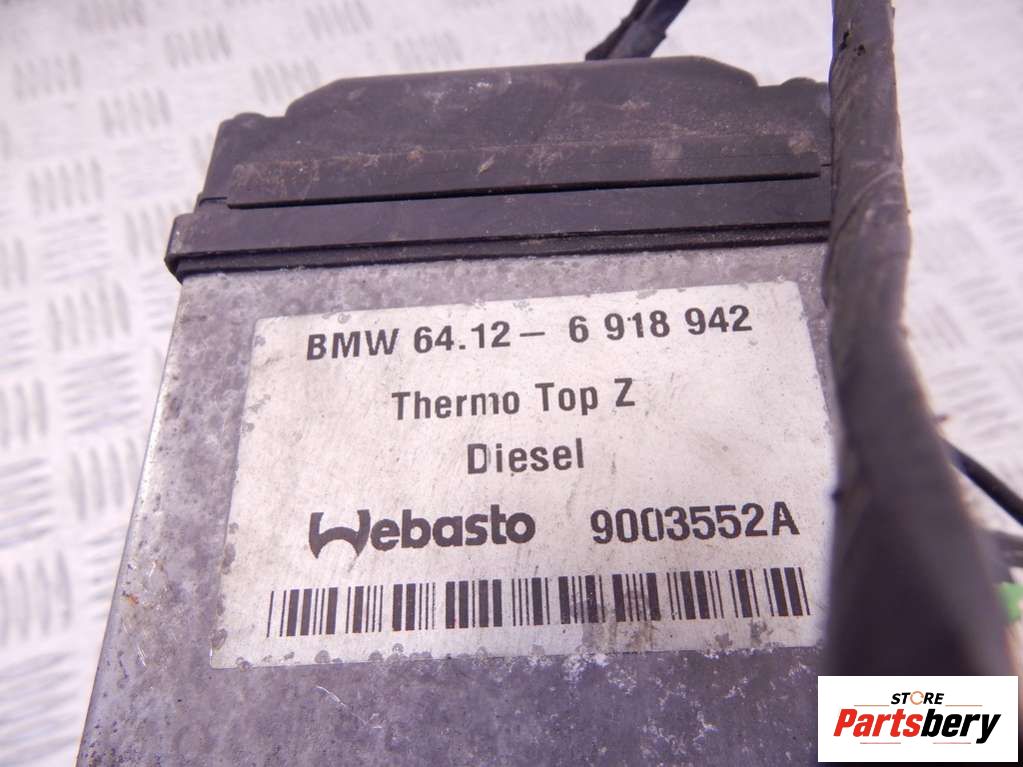 BMW 64.12 – 6 918 942
Thermo Top Z
Diesel
Webasto 9003552A
STORE
Partsbery